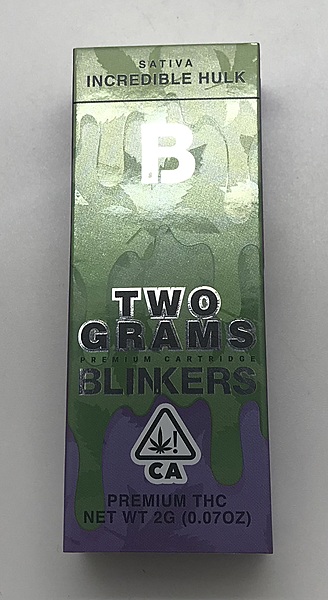 SATIVA
INCREDIBLE HULK
B
TWO
GRAMS
PREMIUM CARTRIDGE
BLINKERS
!
CA
PREMIUM THC
NET WT 2G (0.07OZ)